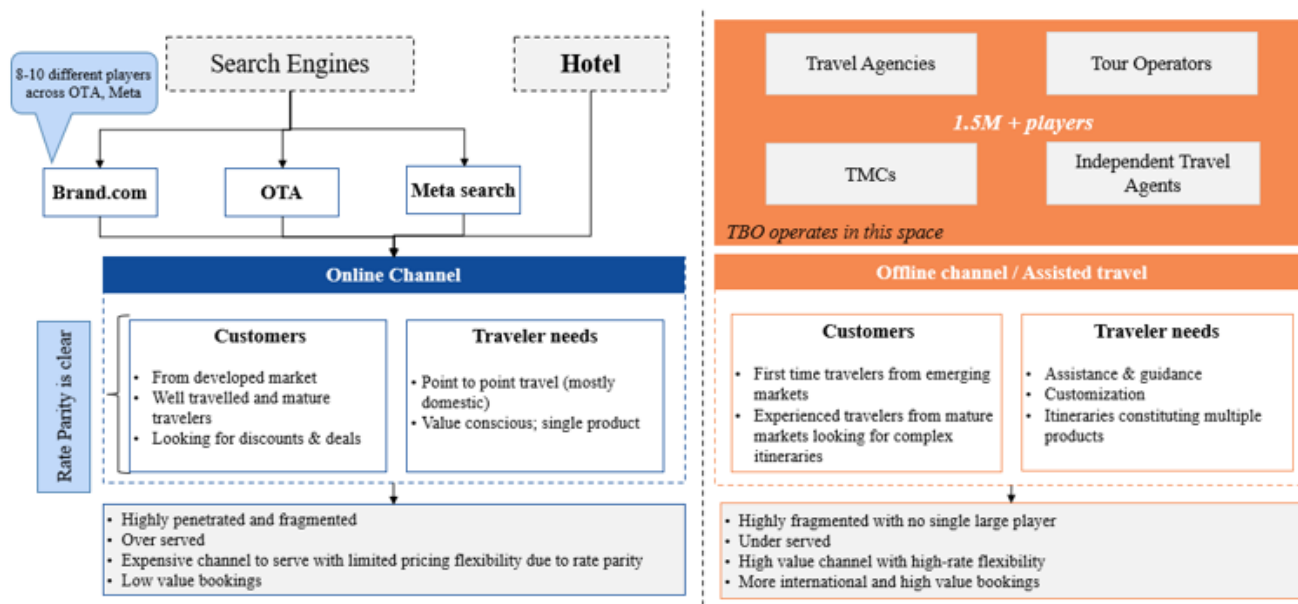 8-10 different players
across OTA, Meta
Search Engines
Hotel
Brand.com
OTA
Meta search
Online Channel
Rate Parity is clear
Customers
• From developed market
• Well travelled and mature
travelers
• Looking for discounts & deals
Traveler needs
• Point to point travel (mostly
domestic)
• Value conscious; single product
• Highly penetrated and fragmented
• Over served
• Expensive channel to serve with limited pricing flexibility due to rate parity
• Low value bookings
Travel Agencies
Tour Operators
1.5M + players
TMCs
Independent Travel
Agents
TBO operates in this space
Offline channel / Assisted travel
Customers
• First time travelers from emerging
markets
• Experienced travelers from mature
markets looking for complex
itineraries
Traveler needs
• Assistance & guidance
• Customization
• Itineraries constituting multiple
products
• Highly fragmented with no single large player
• Under served
• High value channel with high-rate flexibility
• More international and high value bookings